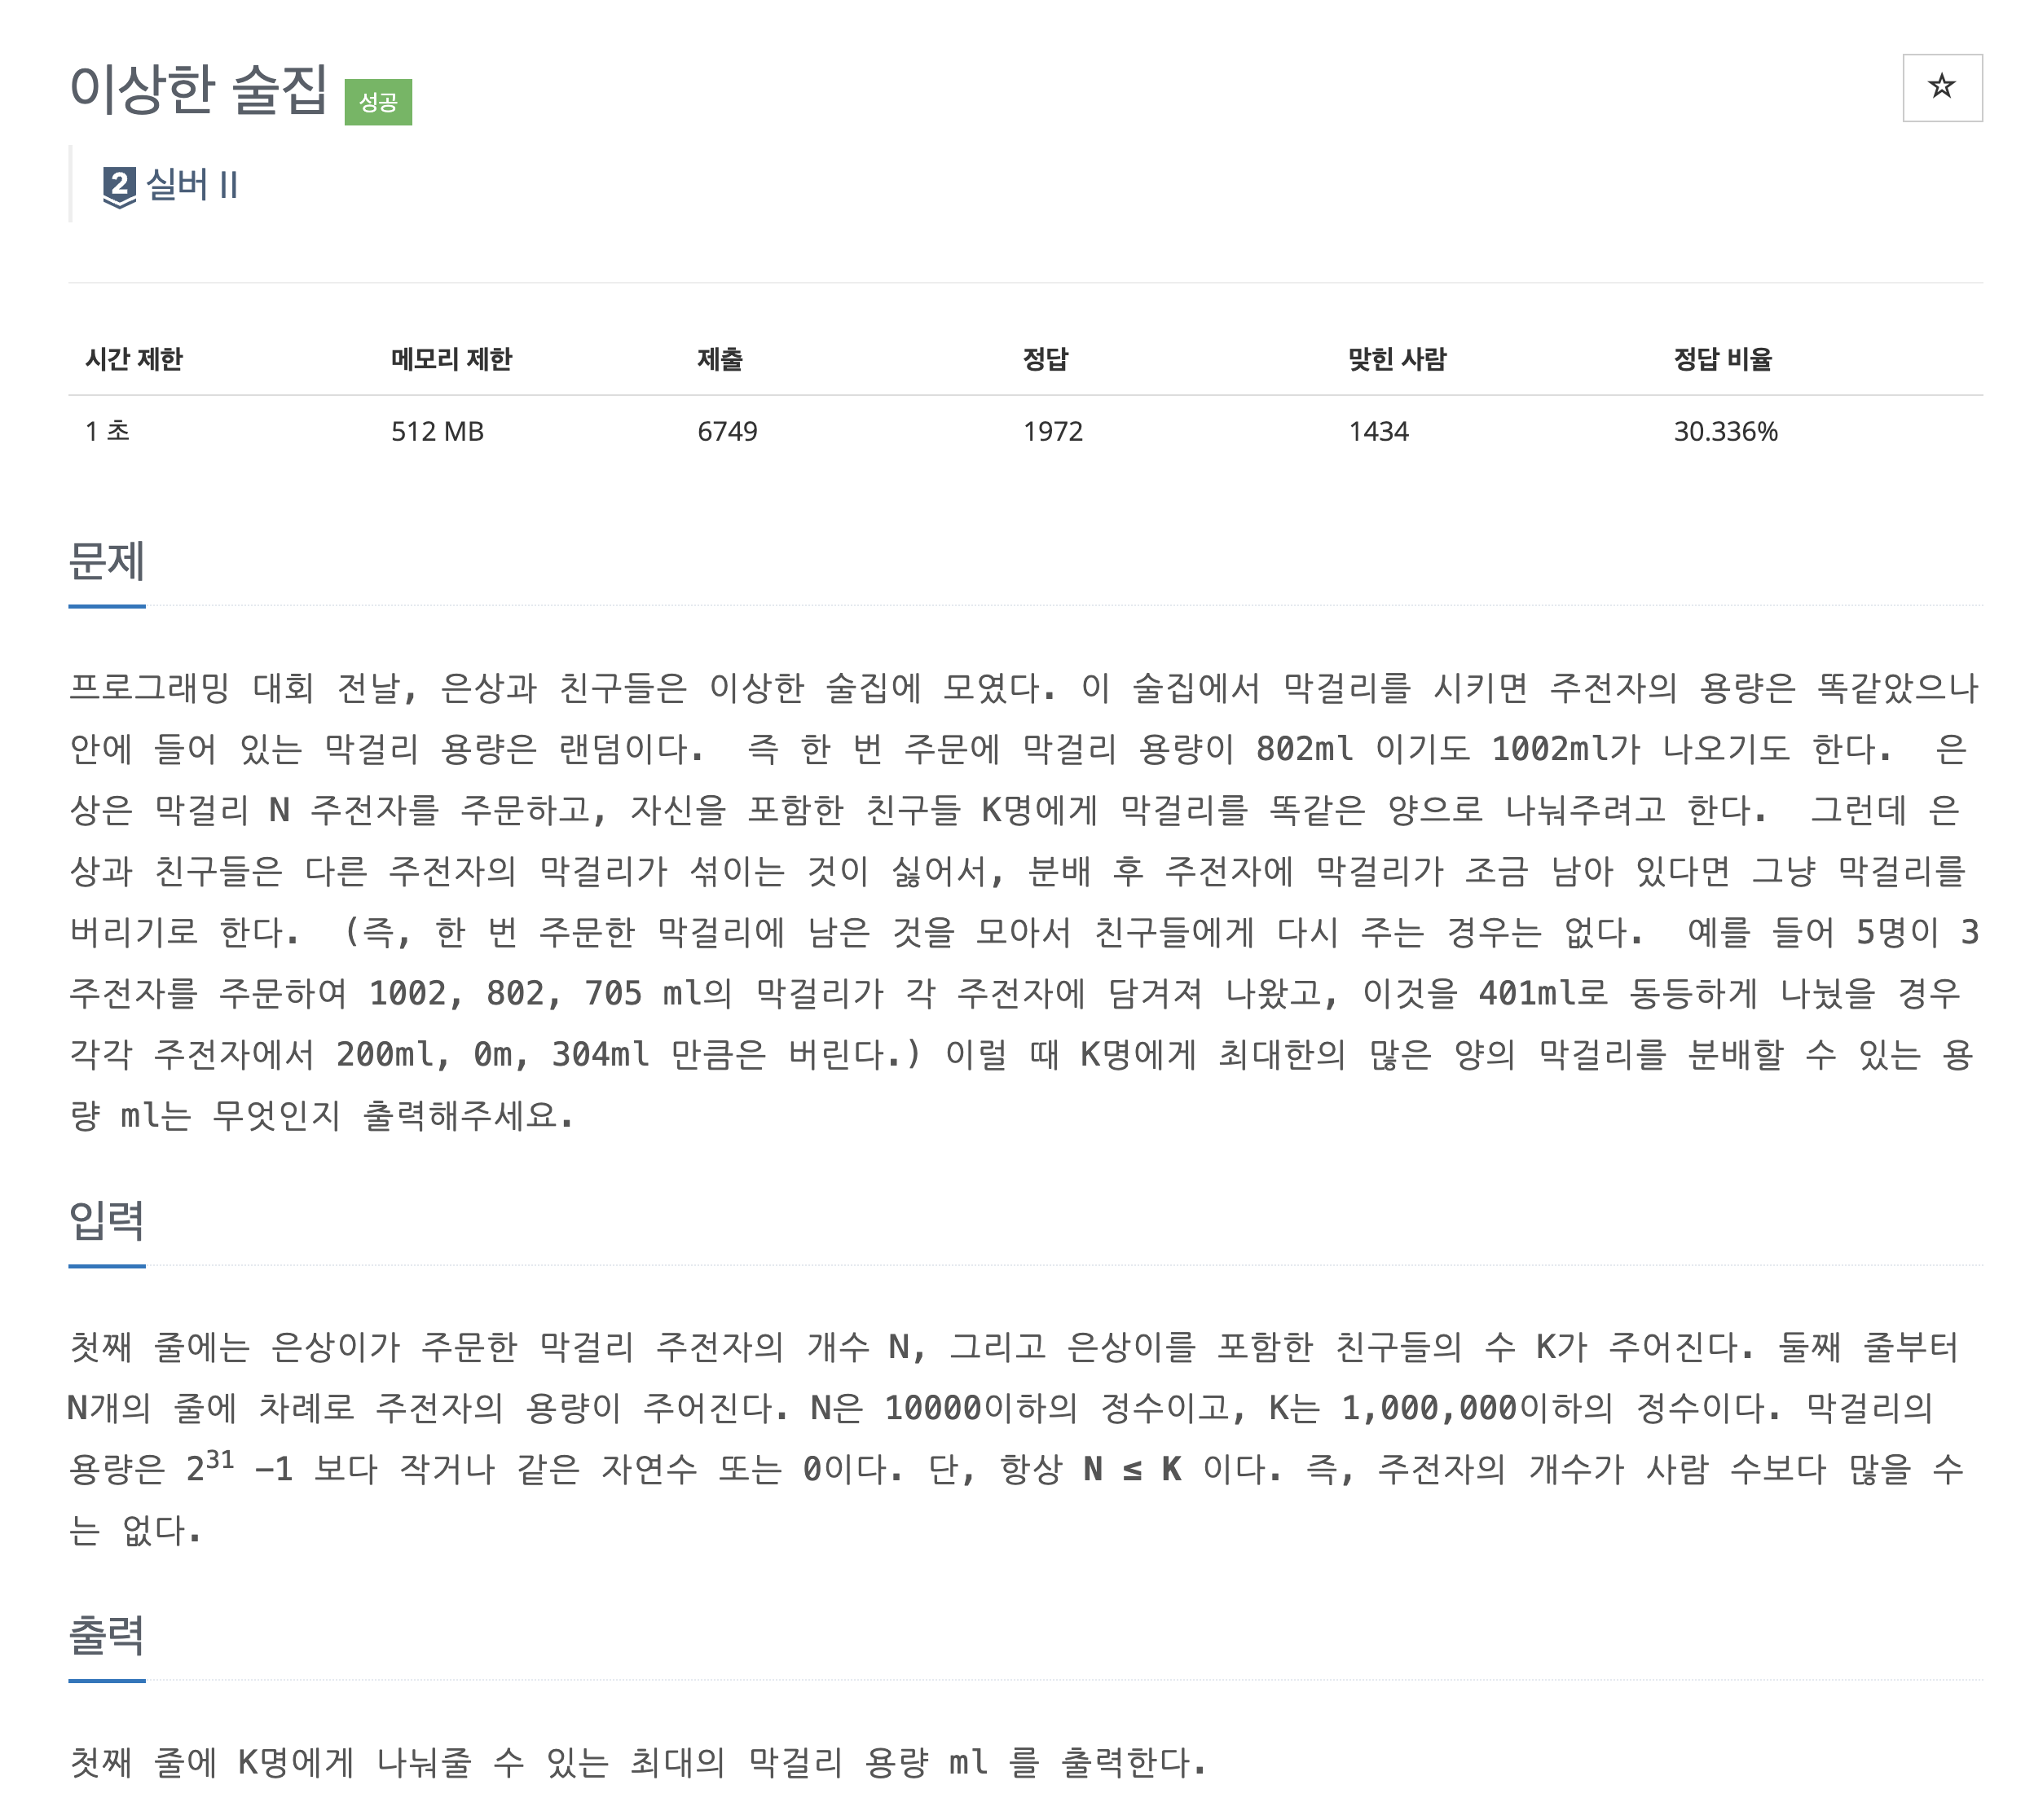 이상한 술집 성공
2 실버 II
시간 제한 메모리 제한 제출 정답 맞힌 사람 정답 비율
1 초 512 MB 6749 1972 1434 30.336%
문제
프로그래밍 대회 전날, 은상과 친구들은 이상한 술집에 모였다. 이 술집에서 막걸리를 시키면 주전자의 용량은 똑같았으나
안에 들어 있는 막걸리 용량은 랜덤이다.  즉 한 번 주문에 막걸리 용량이 802ml 이기도 1002ml가 나오기도 한다.  은
상은 막걸리 N 주전자를 주문하고, 자신을 포함한 친구들 K명에게 막걸리를 똑같은 양으로 나눠주려고 한다.  그런데 은
상과 친구들은 다른 주전자의 막걸리가 섞이는 것이 싫어서, 분배 후 주전자에 막걸리가 조금 남아 있다면 그냥 막걸리를
버리기로 한다.  (즉, 한 번 주문한 막걸리에 남은 것을 모아서 친구들에게 다시 주는 경우는 없다.  예를 들어 5명이 3
주전자를 주문하여 1002, 802, 705 ml의 막걸리가 각 주전자에 담겨져 나왔고, 이것을 401ml로 동등하게 나눴을 경우
각각 주전자에서 200ml, 0m, 304ml 만큼은 버린다.) 이럴 때 K명에게 최대한의 많은 양의 막걸리를 분배할 수 있는 용
량 ml는 무엇인지 출력해주세요.
입력
첫째 줄에는 은상이가 주문한 막걸리 주전자의 개수 N, 그리고 은상이를 포함한 친구들의 수 K가 주어진다. 둘째 줄부터
N개의 줄에 차례로 주전자의 용량이 주어진다. N은 10000이하의 정수이고, K는 1,000,000이하의 정수이다. 막걸리의
용량은 2³¹ −1 보다 작거나 같은 자연수 또는 0이다. 단, 항상 N ≤ K 이다. 즉, 주전자의 개수가 사람 수보다 많을 수
는 없다.
출력
첫째 줄에 K명에게 나눠줄 수 있는 최대의 막걸리 용량 ml 를 출력한다.